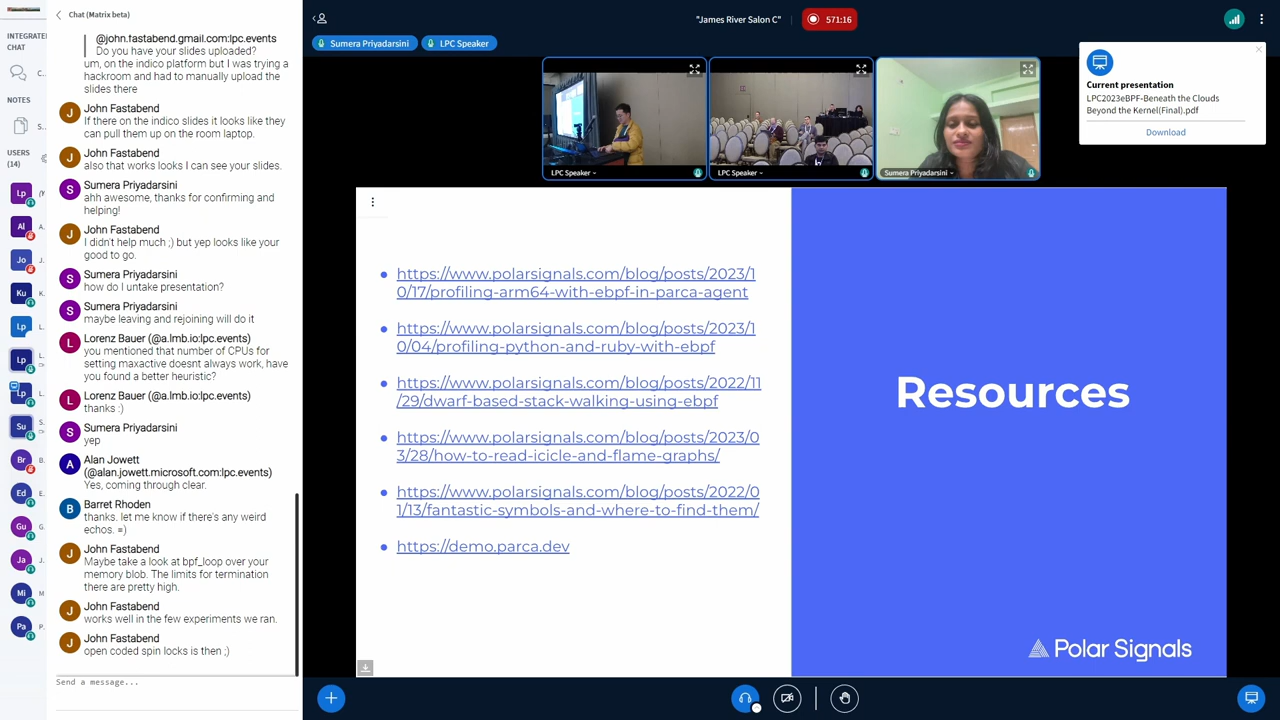 Chat (Matrix beta)
INTEGRATED
CHAT
C..
NOTES
S..
USERS
(14)
@john.fastabend.gmail.com:lpc.events
Do you have your slides uploaded?
um, on the indico platform but I was trying a
hackroom and had to manually upload the
slides there
John Fastabend
If there on the indico slides it looks like they
can pull them up on the room laptop.
John Fastabend
also that works looks I can see your slides.
Sumera Priyadarsini
ahh awesome, thanks for confirming and
helping!
John Fastabend
I didn't help much ;) but yep looks like your
good to go.
Sumera Priyadarsini
how do I untake presentation?
Sumera Priyadarsini
maybe leaving and rejoining will do it
Lorenz Bauer (@a.lmb.io:lpc.events)
you mentioned that number of CPUs for
setting maxactive doesnt always work, have
you found a better heuristic?
Lorenz Bauer (@a.lmb.io:lpc.events)
thanks :)
Sumera Priyadarsini
yep
Alan Jowett
(@alan.jowett.microsoft.com:lpc.events)
Yes, coming through clear.
Barret Rhoden
thanks. let me know if there's any weird
echos. =)
John Fastabend
Maybe take a look at bpf_loop over your
memory blob. The limits for termination
there are pretty high.
John Fastabend
works well in the few experiments we ran.
John Fastabend
open coded spin locks is then ;)
Send a message...
"James River Salon C"
571:16
Sumera Priyadarsini
LPC Speaker
LPC Speaker
LPC Speaker
Sumera Priyadarsini
Current presentation
LPC2023eBPF-Beneath the Clouds
Beyond the Kernel(Final).pdf
Download
https://www.polarsignals.com/blog/posts/2023/1
0/17/profiling-arm64-with-ebpf-in-parca-agent
https://www.polarsignals.com/blog/posts/2023/1
0/04/profiling-python-and-ruby-with-ebpf
https://www.polarsignals.com/blog/posts/2022/11
/29/dwarf-based-stack-walking-using-ebpf
https://www.polarsignals.com/blog/posts/2023/0
3/28/how-to-read-icicle-and-flame-graphs/
https://www.polarsignals.com/blog/posts/2022/0
1/13/fantastic-symbols-and-where-to-find-them/
https://demo.parca.dev
Resources
Polar Signals